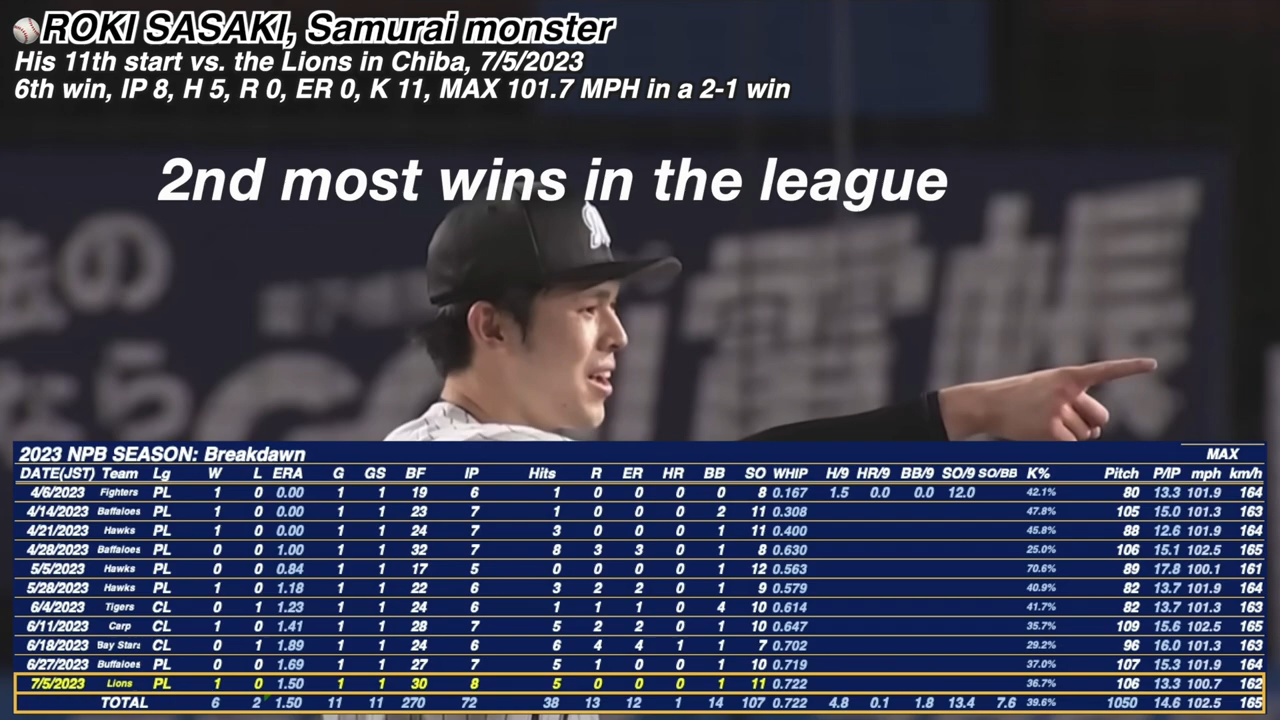 ⚾ROKI SASAKI, Samurai monster
His 11th start vs. the Lions in Chiba, 7/5/2023
6th win, IP 8, H 5, R 0, ER 0, K 11, MAX 101.7 MPH in a 2-1 win
2nd most wins in the league
電帳
2023 NPB SEASON: Breakdawn MAX
DATE(JST) Team Lg W L ERA G GS BF IP Hits R ER HR BB SO WHIP H/9 HR/9 BB/9 SO/9 SO/BB K% Pitch P/IP mph km/h
4/6/2023 Fighters PL 1 0 0.00 1 1 19 6 1 0 0 0 0 8 0.167 1.5 0.0 0.0 12.0 42.1% 80 13.3 101.9 164
4/14/2023 Baffaloes PL 1 0 0.00 1 1 23 7 1 0 0 0 2 11 0.308 47.8% 105 15.0 101.3 163
4/21/2023 Hawks PL 1 0 0.00 1 1 24 7 3 0 0 0 1 11 0.400 45.8% 88 12.6 101.9 164
4/28/2023 Baffaloes PL 0 0 1.00 1 1 32 7 8 3 3 0 1 8 0.630 25.0% 106 15.1 102.5 165
5/5/2023 Hawks PL 0 0 0.84 1 1 17 5 0 0 0 0 1 12 0.563 70.6% 89 17.8 100.1 161
5/28/2023 Hawks PL 1 0 1.18 1 1 22 6 3 2 2 0 1 9 0.579 40.9% 82 13.7 101.9 164
6/4/2023 Tigers CL 0 1 1.23 1 1 24 6 1 1 1 0 4 10 0.614 41.7% 82 13.7 101.3 163
6/11/2023 Carp CL 1 0 1.41 1 1 28 7 5 2 2 0 1 10 0.647 35.7% 109 15.6 102.5 165
6/18/2023 Bay Stars CL 0 1 1.89 1 1 24 6 6 4 4 1 1 7 0.702 29.2% 96 16.0 101.3 163
6/27/2023 Buffaloes PL 0 0 1.69 1 1 27 7 5 1 0 0 1 10 0.719 37.0% 107 15.3 101.9 164
7/5/2023 Lions PL 1 0 1.50 1 1 30 8 5 0 0 0 1 11 0.722 36.7% 106 13.3 100.7 162
TOTAL 6 2 1.50 11 11 270 72 38 13 12 1 14 107 0.722 4.8 0.1 1.8 13.4 7.6 39.6% 1050 14.6 102.5 165